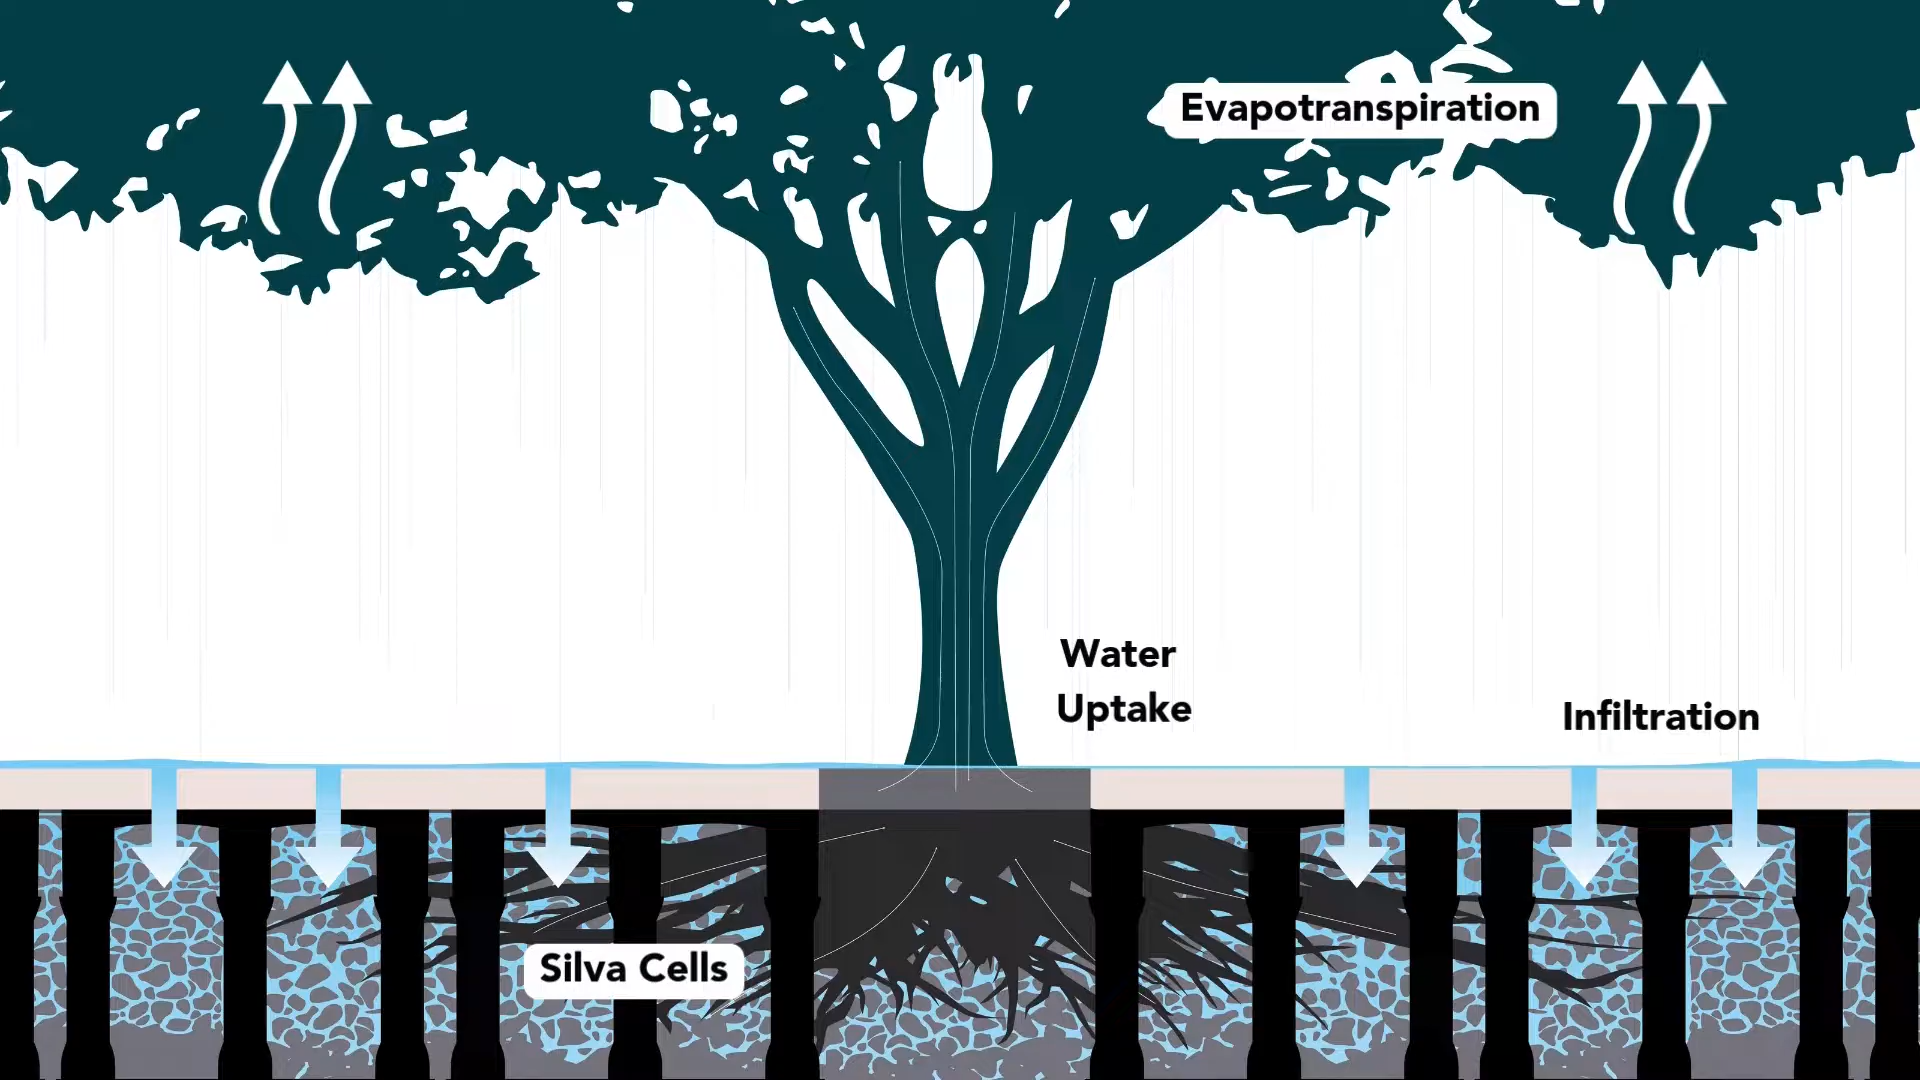 Evapotranspiration
Water
Uptake
Infiltration
Silva Cells